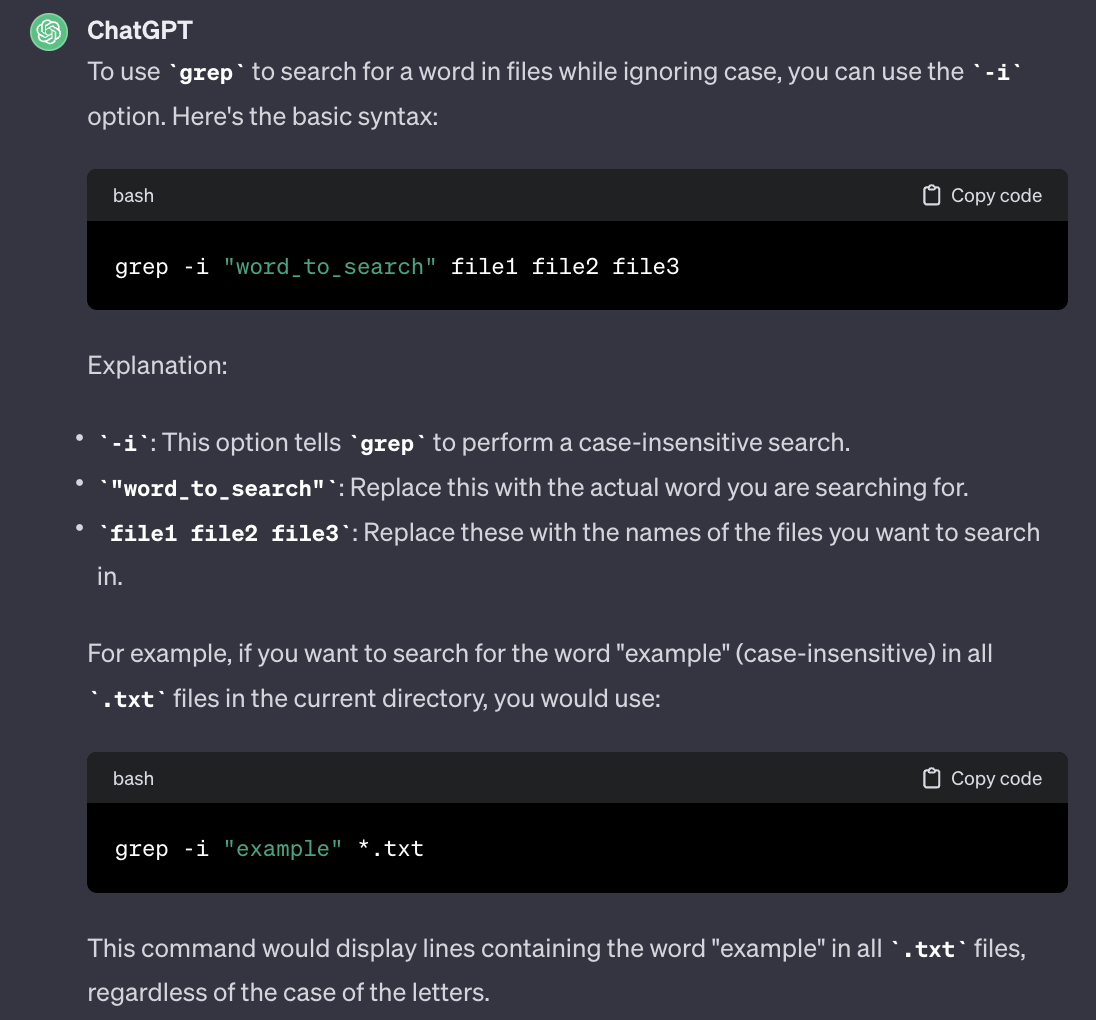 ChatGPT
To use `grep` to search for a word in files while ignoring case, you can use the `-i`
option. Here's the basic syntax:
bash Copy code
grep -i "word_to_search" file1 file2 file3
Explanation:
• `-i`: This option tells `grep` to perform a case-insensitive search.
• `"word_to_search"`: Replace this with the actual word you are searching for.
• `file1 file2 file3`: Replace these with the names of the files you want to search
in.
For example, if you want to search for the word "example" (case-insensitive) in all
`.txt` files in the current directory, you would use:
bash Copy code
grep -i "example" *.txt
This command would display lines containing the word "example" in all `.txt` files,
regardless of the case of the letters.